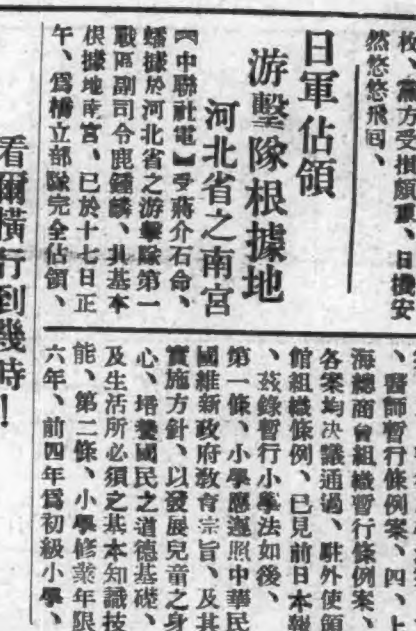 枚、黨方受損頗重、日機安
然悠悠飛回、
日軍佔領
游擊隊根據地
河北省之南宮
【中聯社電】受蔣介石命、
蟠據於河北省之游擊隊第一
戰區副司令鹿鍾麟、其基本
根據地南宮、已於十七日正
午、爲橋立部隊完全佔領、
、醫師暫行條例案、四、上
海總商會組織暫行條例案、
各案均决議通過、駐外使領
館組織條例、已見前日本報
、茲錄暫行小學法如後、
第一條、小學應遵照中華民
國維新政府教育宗旨、及其
實施方針、以發展兒童之身
心、培養國民之道德基礎、
及生活所必須之基本知識技
能、第二條、小學修業年限
六年、前四年爲初級小學、
看爾橫行到幾時！